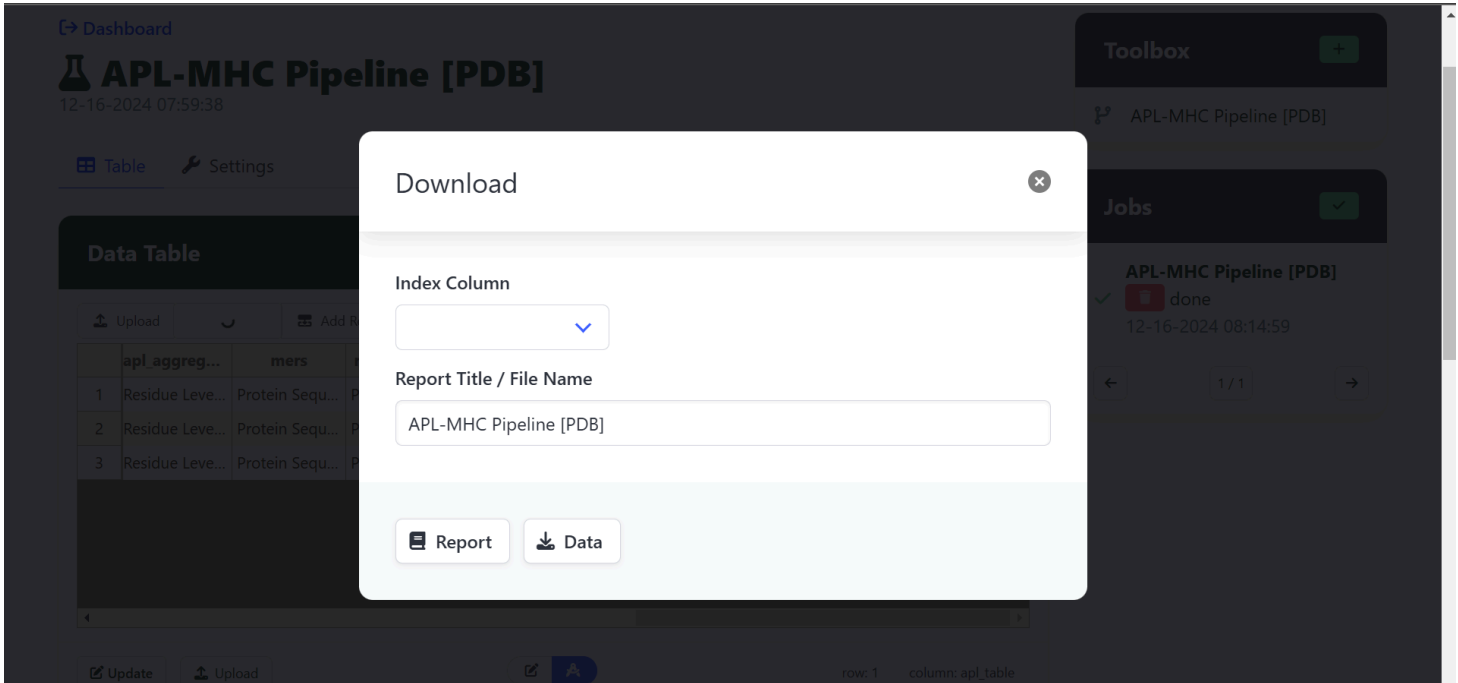 Dashboard
APL-MHC Pipeline [PDB]
12-16-2024 07:59:38
Table Settings
Data Table
Upload Add R
apl_aggreg... mers
1 Residue Leve... Protein Sequ... P
2 Residue Leve... Protein Sequ... P
3 Residue Leve... Protein Sequ... P
Update Upload
row: 1 column: apl_table
Download
Index Column
Report Title / File Name
APL-MHC Pipeline [PDB]
Report Data
Toolbox
APL-MHC Pipeline [PDB]
Jobs
APL-MHC Pipeline [PDB]
done
12-16-2024 08:14:59
1 / 1